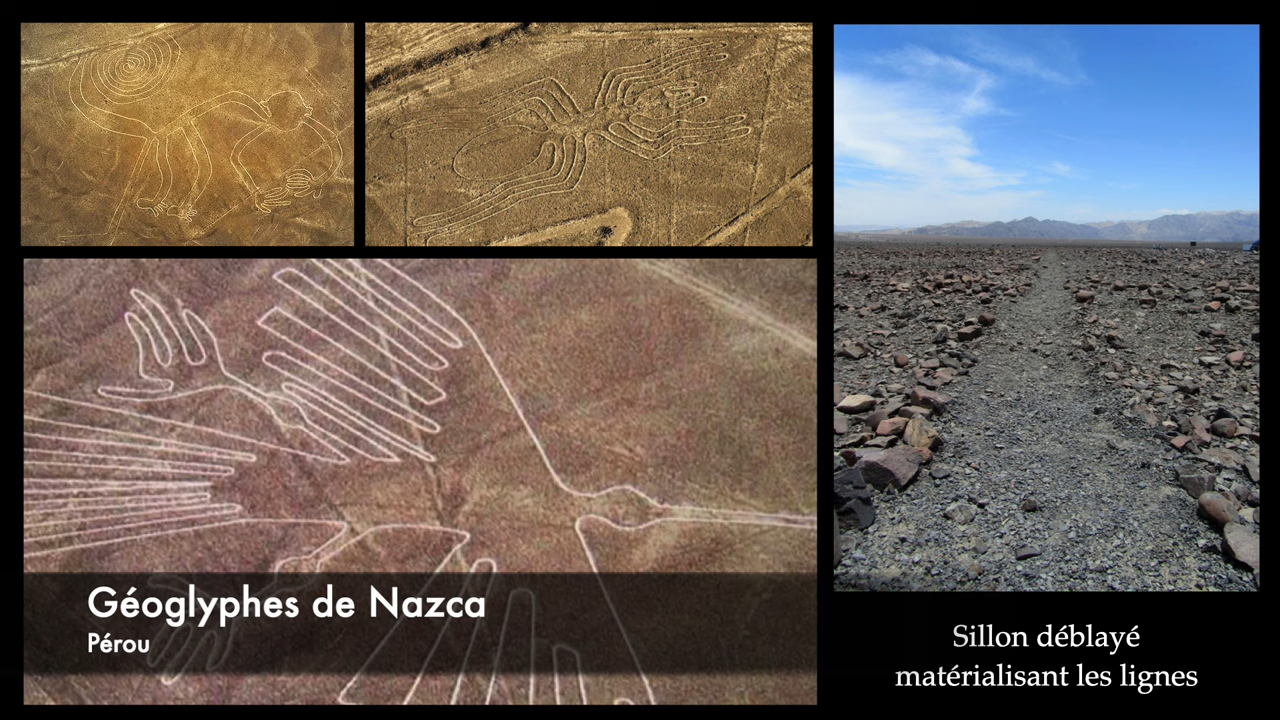 Géoglyphes de Nazca
Pérou
Sillon déblayé
matérialisant les lignes